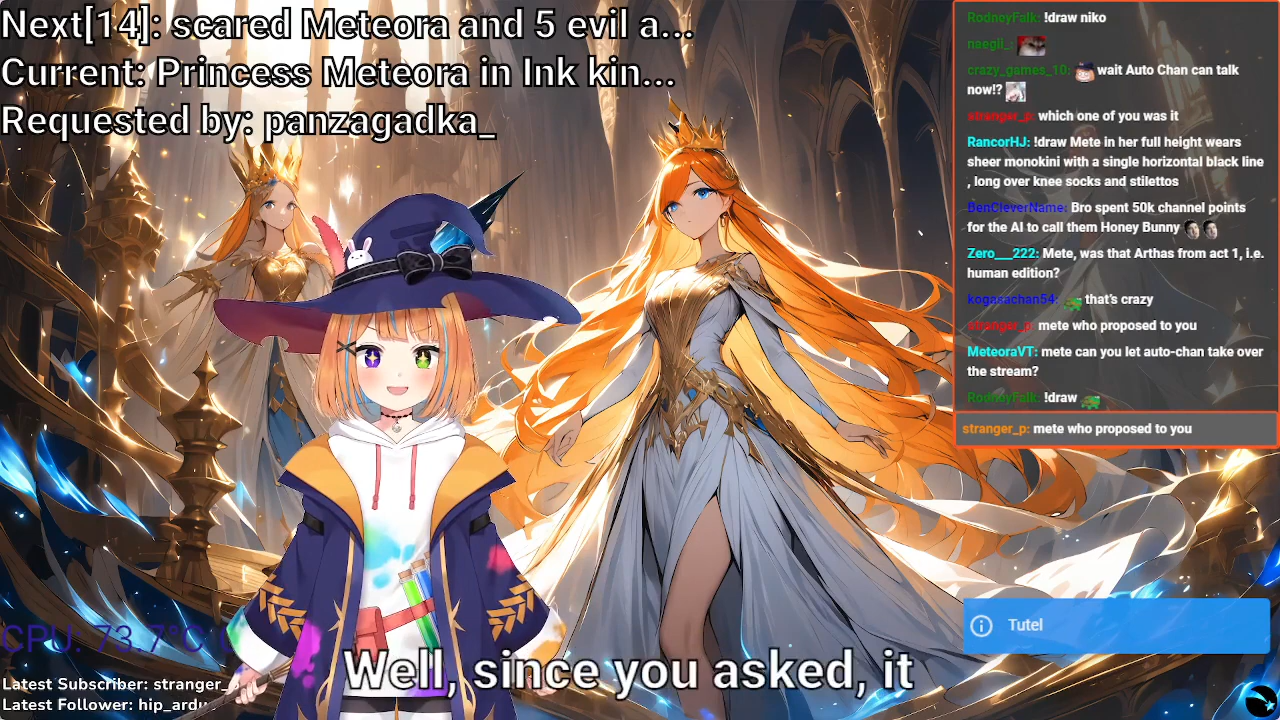 Next[14]: scared Meteora and 5 evil a...
Current: Princess Meteora in Ink kin...
Requested by: panzagadka_
RodneyFalk: !draw niko
naegii_:
crazy_games_10: wait Auto Chan can talk
now!?
stranger_p: which one of you was it
RancorHJ: !draw Mete in her full height wears
sheer monokini with a single horizontal black line
, long over knee socks and stilettos
BenCleverName: Bro spent 50k channel points
for the AI to call them Honey Bunny
Zero___222: Mete, was that Arthas from act 1, i.e.
human edition?
kogasachan54: that's crazy
stranger_p: mete who proposed to you
MeteoraVT: mete can you let auto-chan take over
the stream?
RodneyFalk: !draw
stranger_p: mete who proposed to you
Tutel
CPU: 73.7°C
Well, since you asked, it
Latest Subscriber: stranger_
Latest Follower: hip_ardu